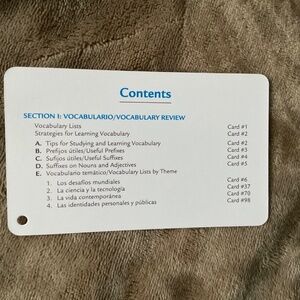 Contents
SECTION I: VOCABULARIO/VOCABULARY REVIEW
Vocabulary Lists Card #1
Strategies for Learning Vocabulary Card #2
A. Tips for Studying and Learning Vocabulary Card #2
B. Prefijos útiles/Useful Prefixes Card #3
C. Sufijos útiles/Useful Suffixes Card #4
D. Suffixes on Nouns and Adjectives Card #5
E. Vocabulario temático/Vocabulary Lists by Theme
1. Los desafíos mundiales Card #6
2. La ciencia y la tecnología Card #37
3. La vida contemporánea Card #70
4. Las identidades personales y públicas Card #98